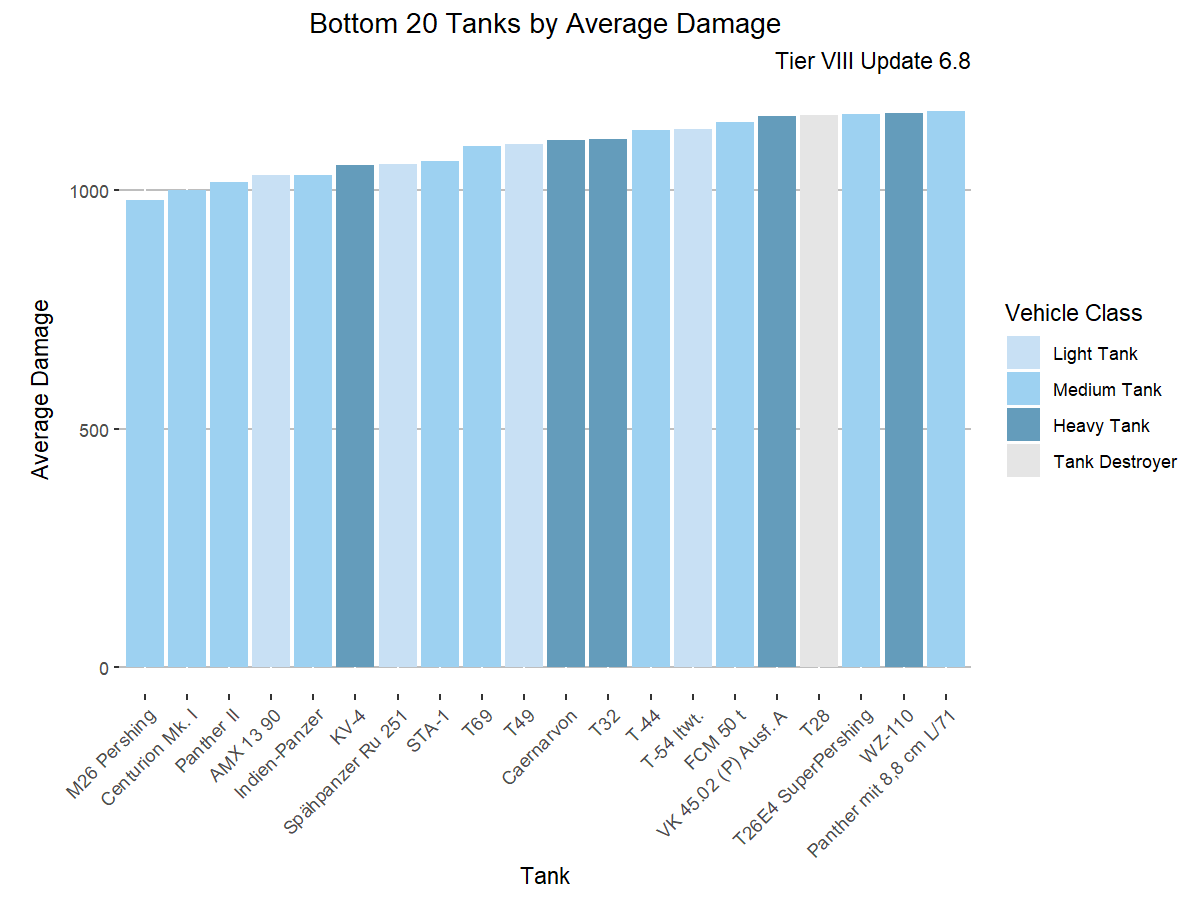 Bottom 20 Tanks by Average Damage
Tier VIII Update 6.8
Average Damage
1000
500
0
M26 Pershing
Centurion Mk. I
Panther II
AMX 13 90
Indien-Panzer
KV-4
Spähpanzer Ru 251
STA-1
T69
T49
Caernarvon
T32
T-44
T-54 ltwt.
FCM 50 t
VK 45.02 (P) Ausf. A
T28
T26E4 SuperPershing
WZ-110
Panther mit 8,8 cm L/71
Tank
Vehicle Class
Light Tank
Medium Tank
Heavy Tank
Tank Destroyer